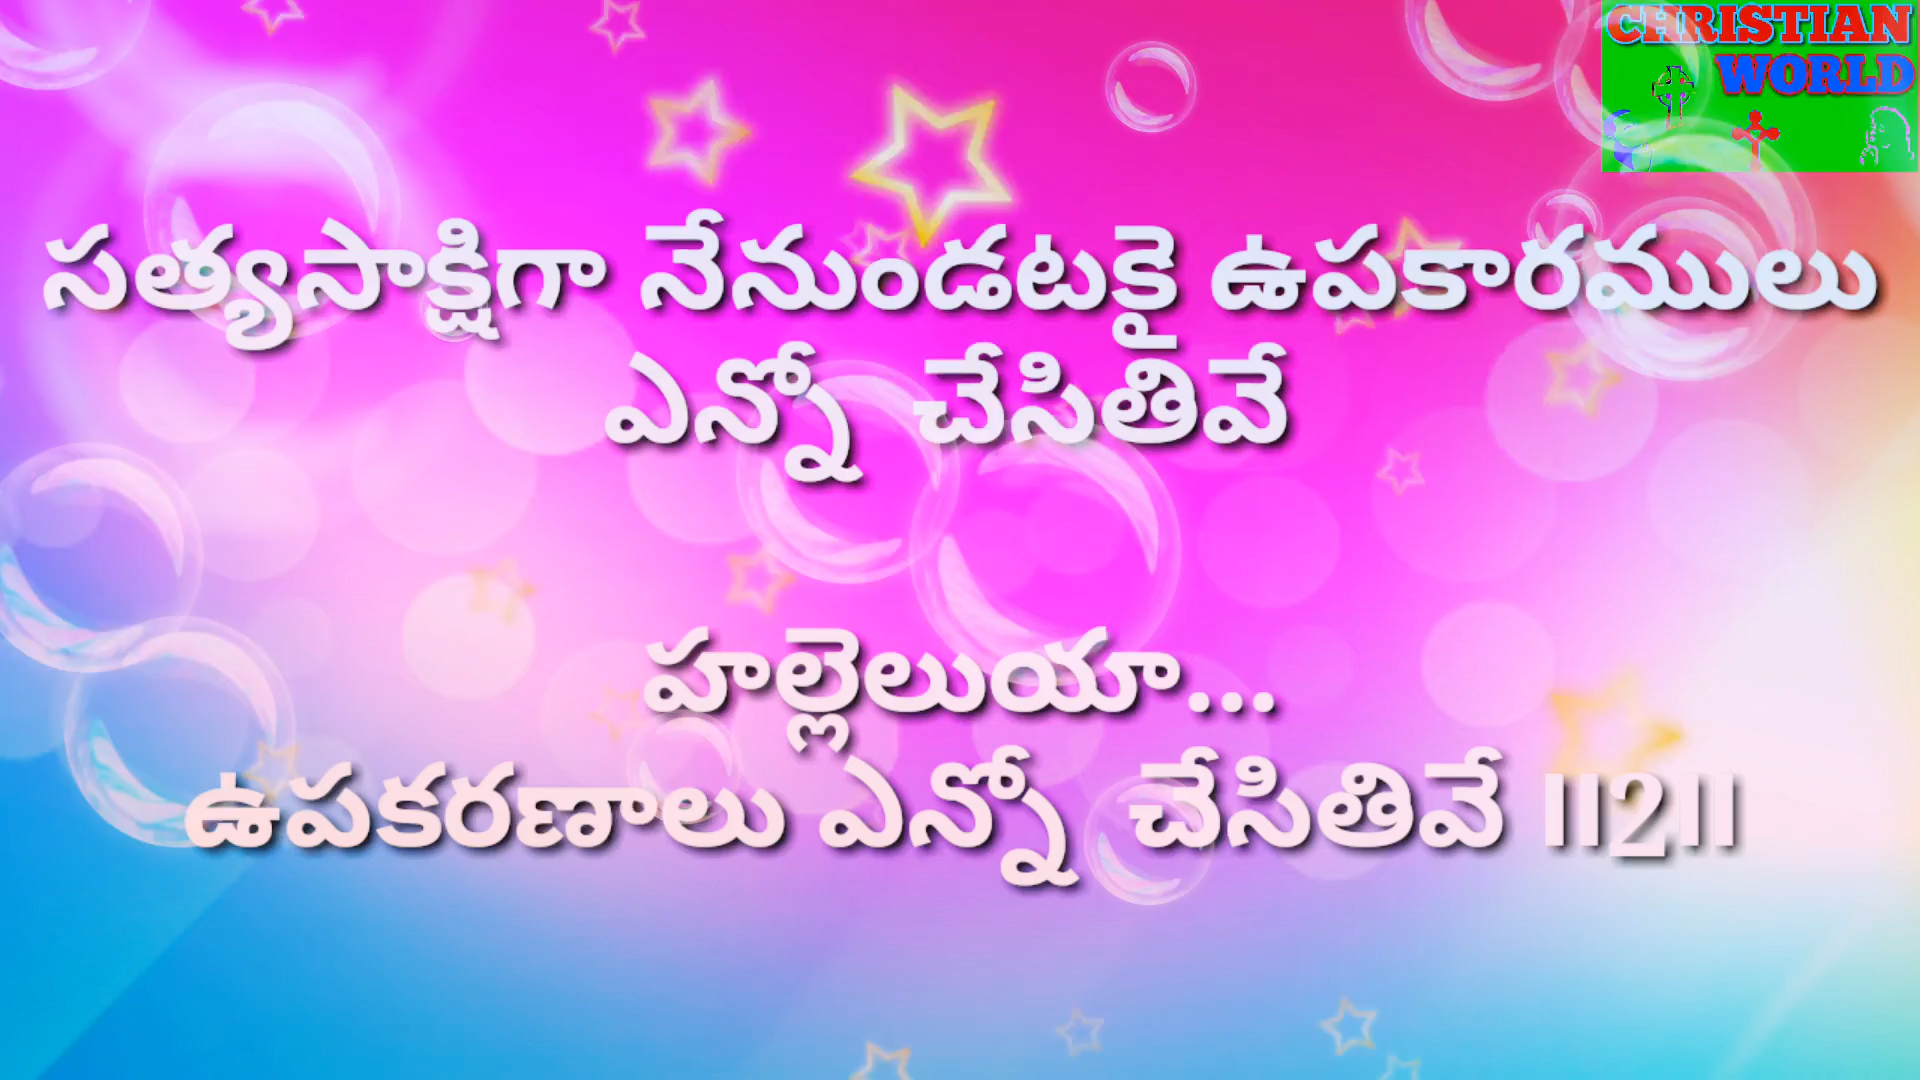 CHRISTIAN
WORLD
సత్యసాక్షిగా నేనుండటకై ఉపకారములు
ఎన్నో చేసితివే
హల్లెలుయా...
ఉపకరణాలు ఎన్నో చేసితివే ॥2॥